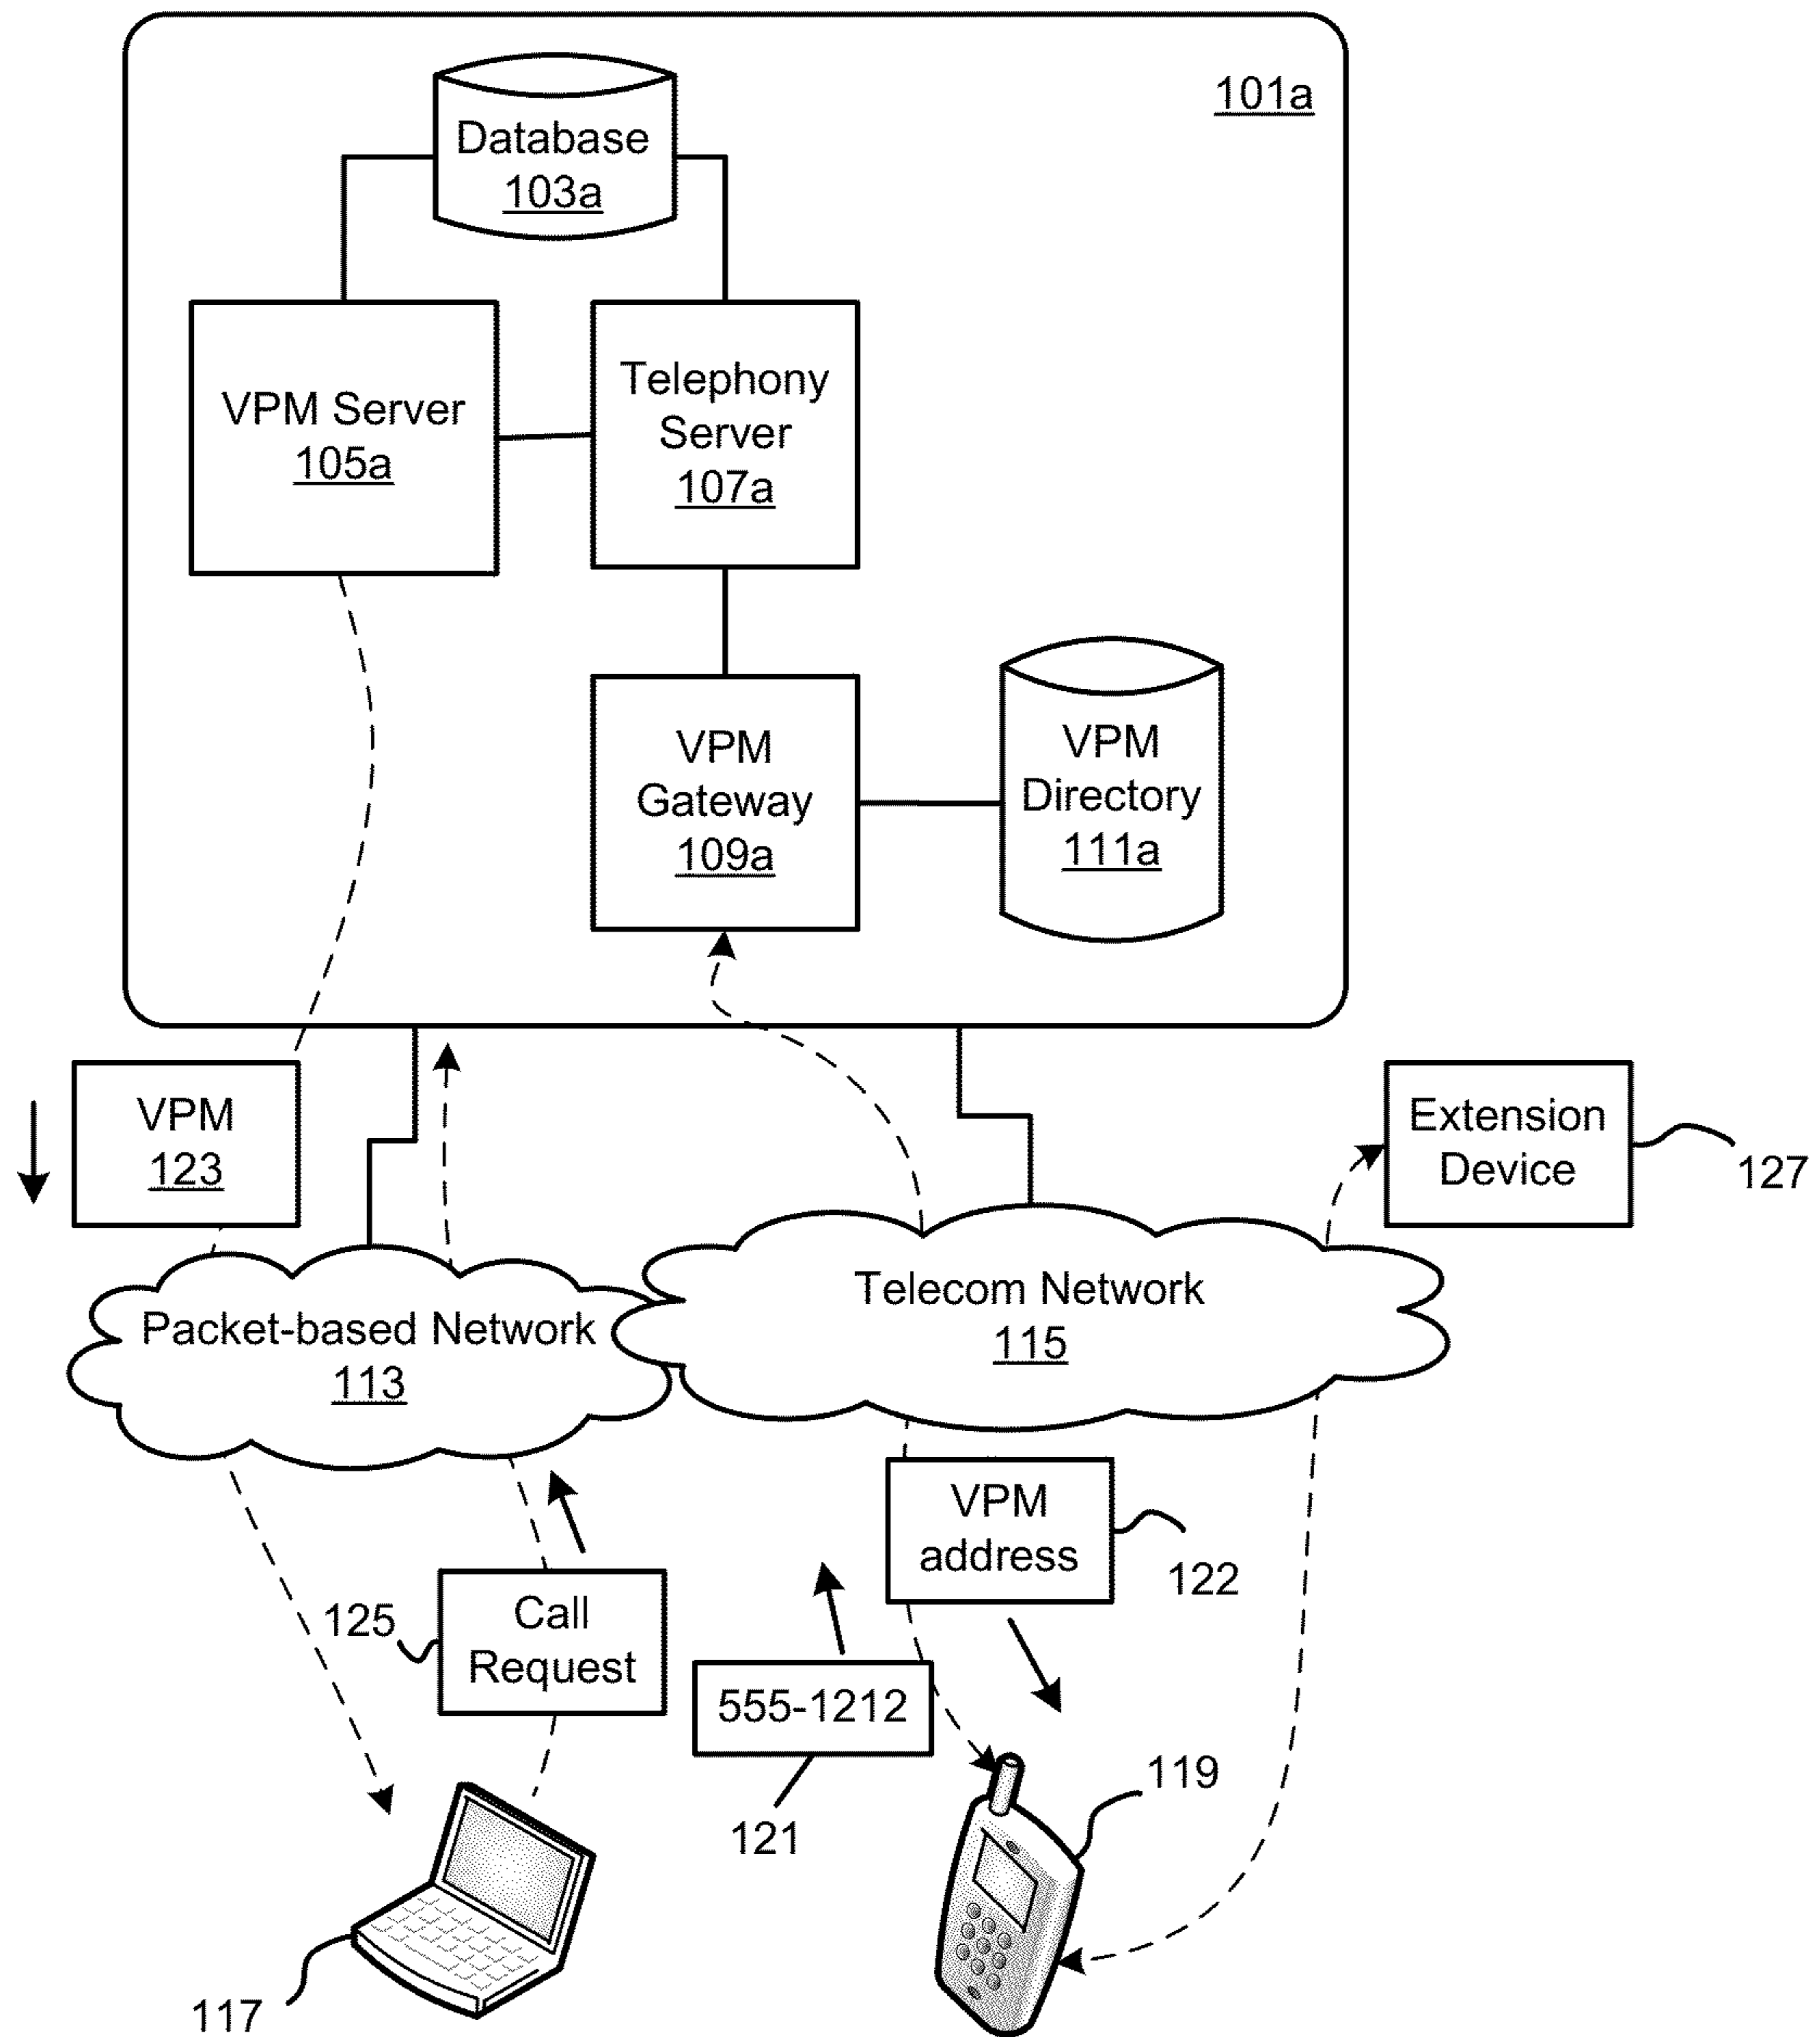 101a
Database
103a
VPM Server
105a
Telephony
Server
107a
VPM
Gateway
109a
VPM
Directory
111a
VPM
123
Extension
Device
127
Packet-based Network
113
Telecom Network
115
VPM
address
122
125
Call
Request
555-1212
121
119
117